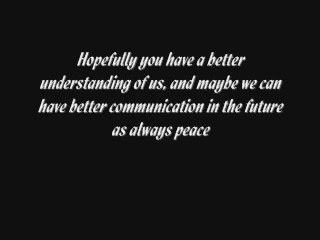 Hopefully you have a better
understanding of us, and maybe we can
have better communication in the future
as always peace